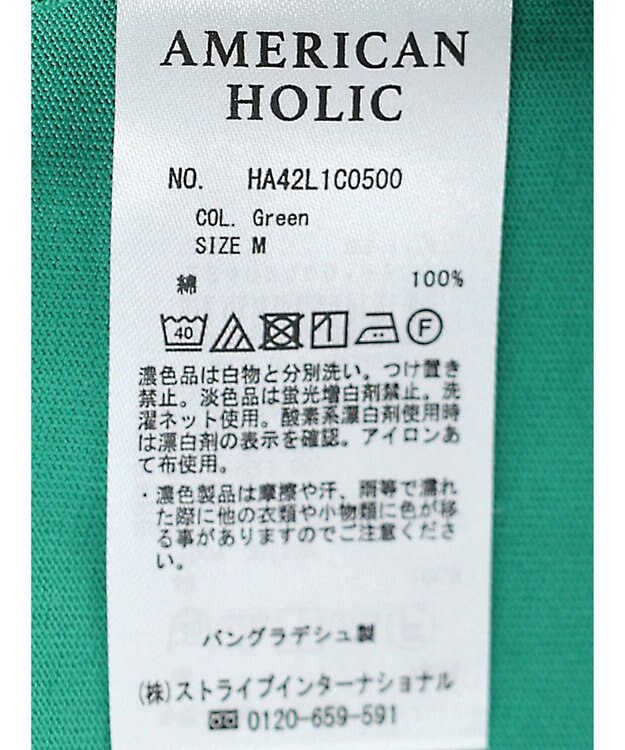 AMERICAN
HOLIC
NO. HA42L1C0500
COL. Green
SIZE M
綿 100%
40 F
濃色品は白物と分別洗い。つけ置き
禁止。淡色品は蛍光増白剤禁止。洗
濯ネット使用。酸素系漂白剤使用時
は漂白剤の表示を確認。アイロンあ
て布使用。
・濃色製品は摩擦や汗、雨等で濡れ
た際に他の衣類や小物類に色が移
る事がありますのでご注意くださ
い。
バングラデシュ製
(株)ストライプインターナショナル
0120-659-591